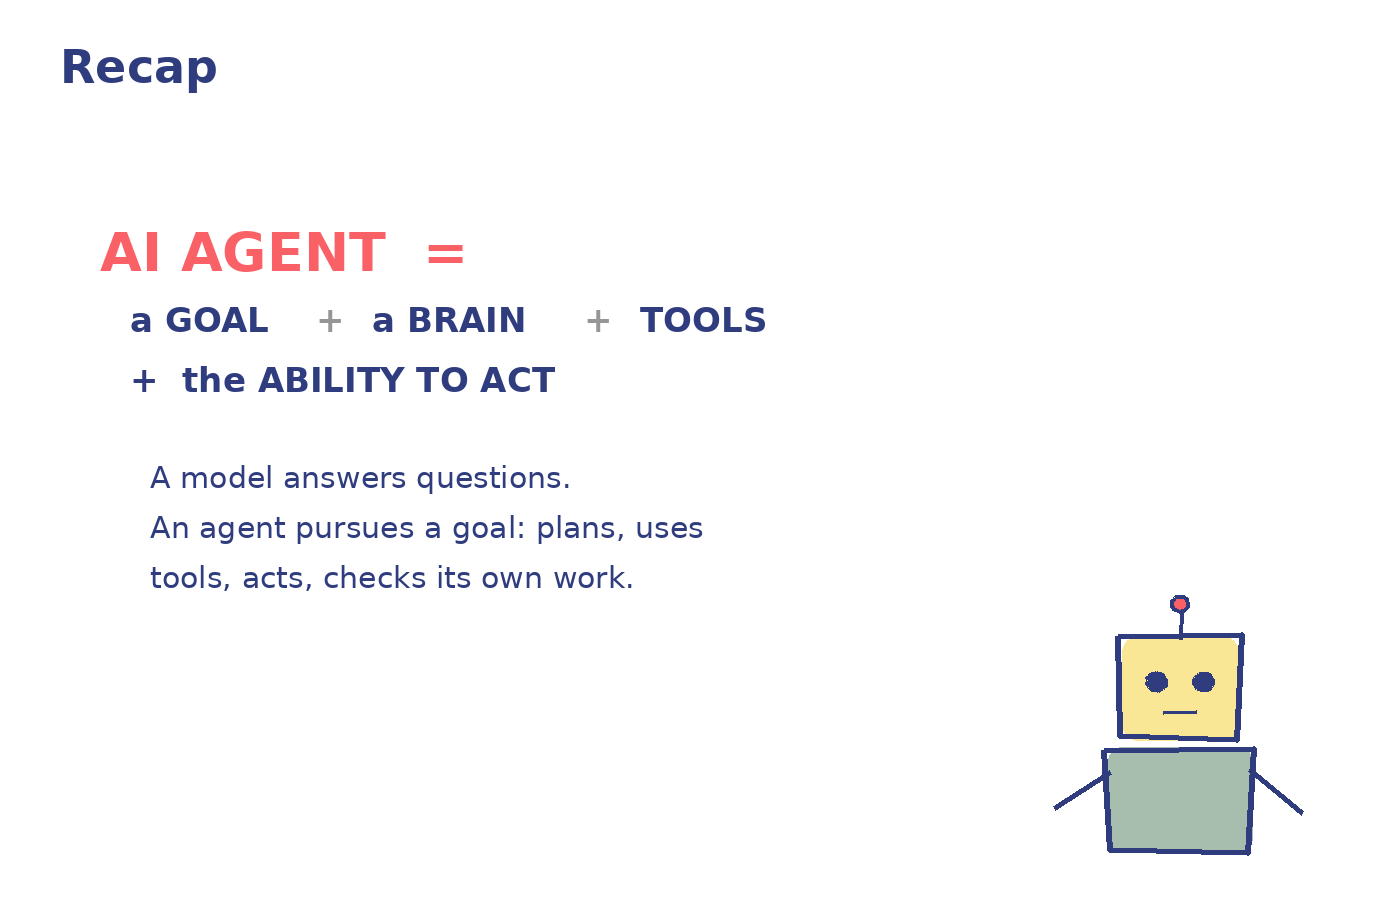 Recap
AI AGENT =
a GOAL + a BRAIN + TOOLS
+ the ABILITY TO ACT
A model answers questions.
An agent pursues a goal: plans, uses
tools, acts, checks its own work.